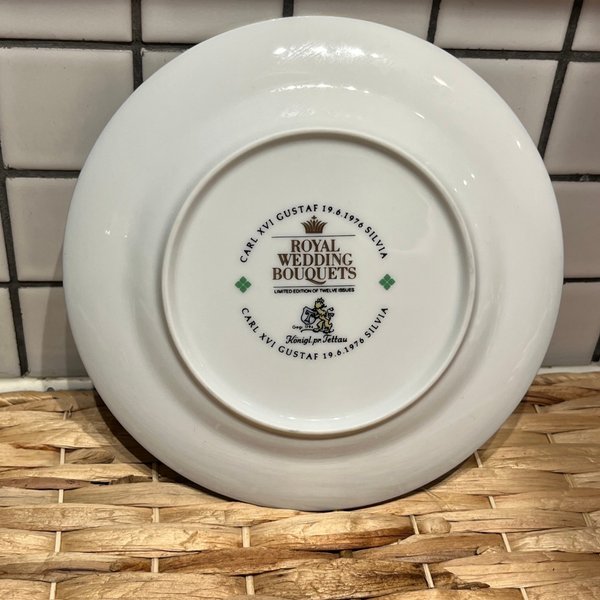 CARL XVI GUSTAF 19.6.1976 SILVIA
ROYAL
WEDDING
BOUQUETS
LIMITED EDITION OF TWELVE ISSUES
Königl. pr. Tettau
CARL XVI GUSTAF 19.6.1976 SILVIA